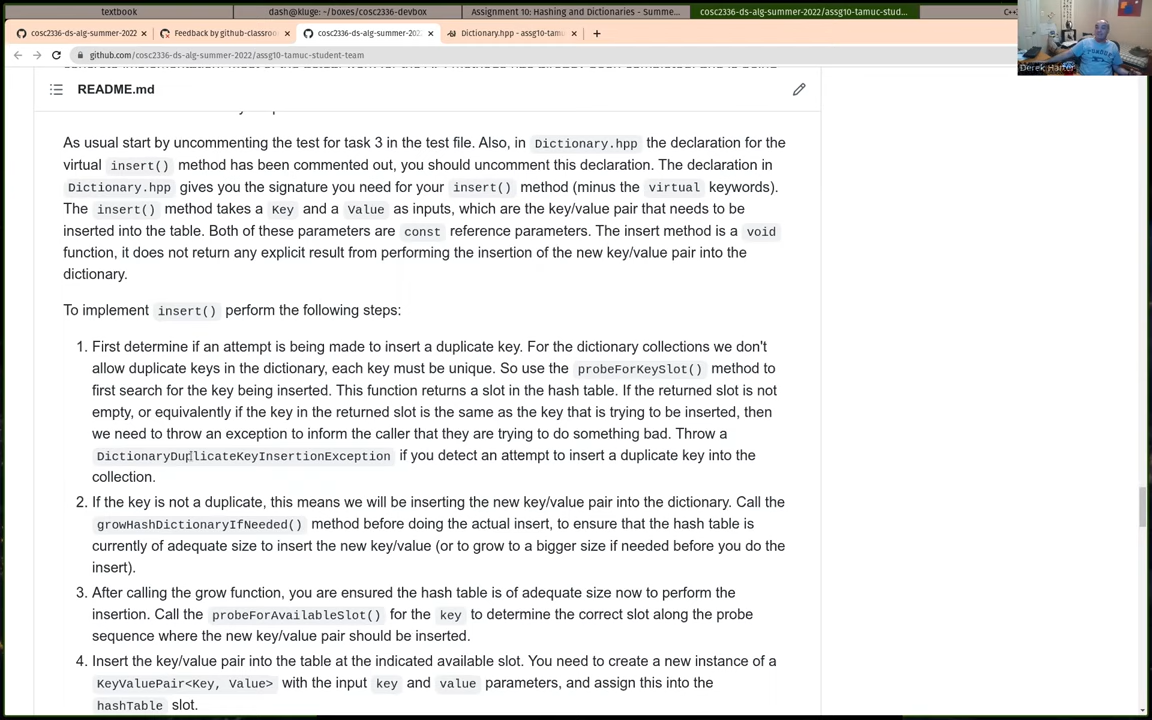 textbook
dash@kluge: ~/boxes/cosc2336-devbox
Assignment 10: Hashing and Dictionaries - Summe...
cosc2336-ds-alg-summer-2022/assg10-tamuc-stud...
C++
cosc2336-ds-alg-summer-2022
Feedback by github-classroo
cosc2336-ds-alg-summer-202
Dictionary.hpp - assg10-tamu
github.com/cosc2336-ds-alg-summer-2022/assg10-tamuc-student-team
Derek Harter
README.md
As usual start by uncommenting the test for task 3 in the test file. Also, in Dictionary.hpp the declaration for the
virtual insert() method has been commented out, you should uncomment this declaration. The declaration in
Dictionary.hpp gives you the signature you need for your insert() method (minus the virtual keywords).
The insert() method takes a Key and a Value as inputs, which are the key/value pair that needs to be
inserted into the table. Both of these parameters are const reference parameters. The insert method is a void
function, it does not return any explicit result from performing the insertion of the new key/value pair into the
dictionary.
To implement insert() perform the following steps:
1. First determine if an attempt is being made to insert a duplicate key. For the dictionary collections we don't
allow duplicate keys in the dictionary, each key must be unique. So use the probeForKeySlot() method to
first search for the key being inserted. This function returns a slot in the hash table. If the returned slot is not
empty, or equivalently if the key in the returned slot is the same as the key that is trying to be inserted, then
we need to throw an exception to inform the caller that they are trying to do something bad. Throw a
DictionaryDuplicateKeyInsertionException if you detect an attempt to insert a duplicate key into the
collection.
2. If the key is not a duplicate, this means we will be inserting the new key/value pair into the dictionary. Call the
growHashDictionaryIfNeeded() method before doing the actual insert, to ensure that the hash table is
currently of adequate size to insert the new key/value (or to grow to a bigger size if needed before you do the
insert).
3. After calling the grow function, you are ensured the hash table is of adequate size now to perform the
insertion. Call the probeForAvailableSlot() for the key to determine the correct slot along the probe
sequence where the new key/value pair should be inserted.
4. Insert the key/value pair into the table at the indicated available slot. You need to create a new instance of a
KeyValuePair<Key, Value> with the input key and value parameters, and assign this into the
hashTable slot.